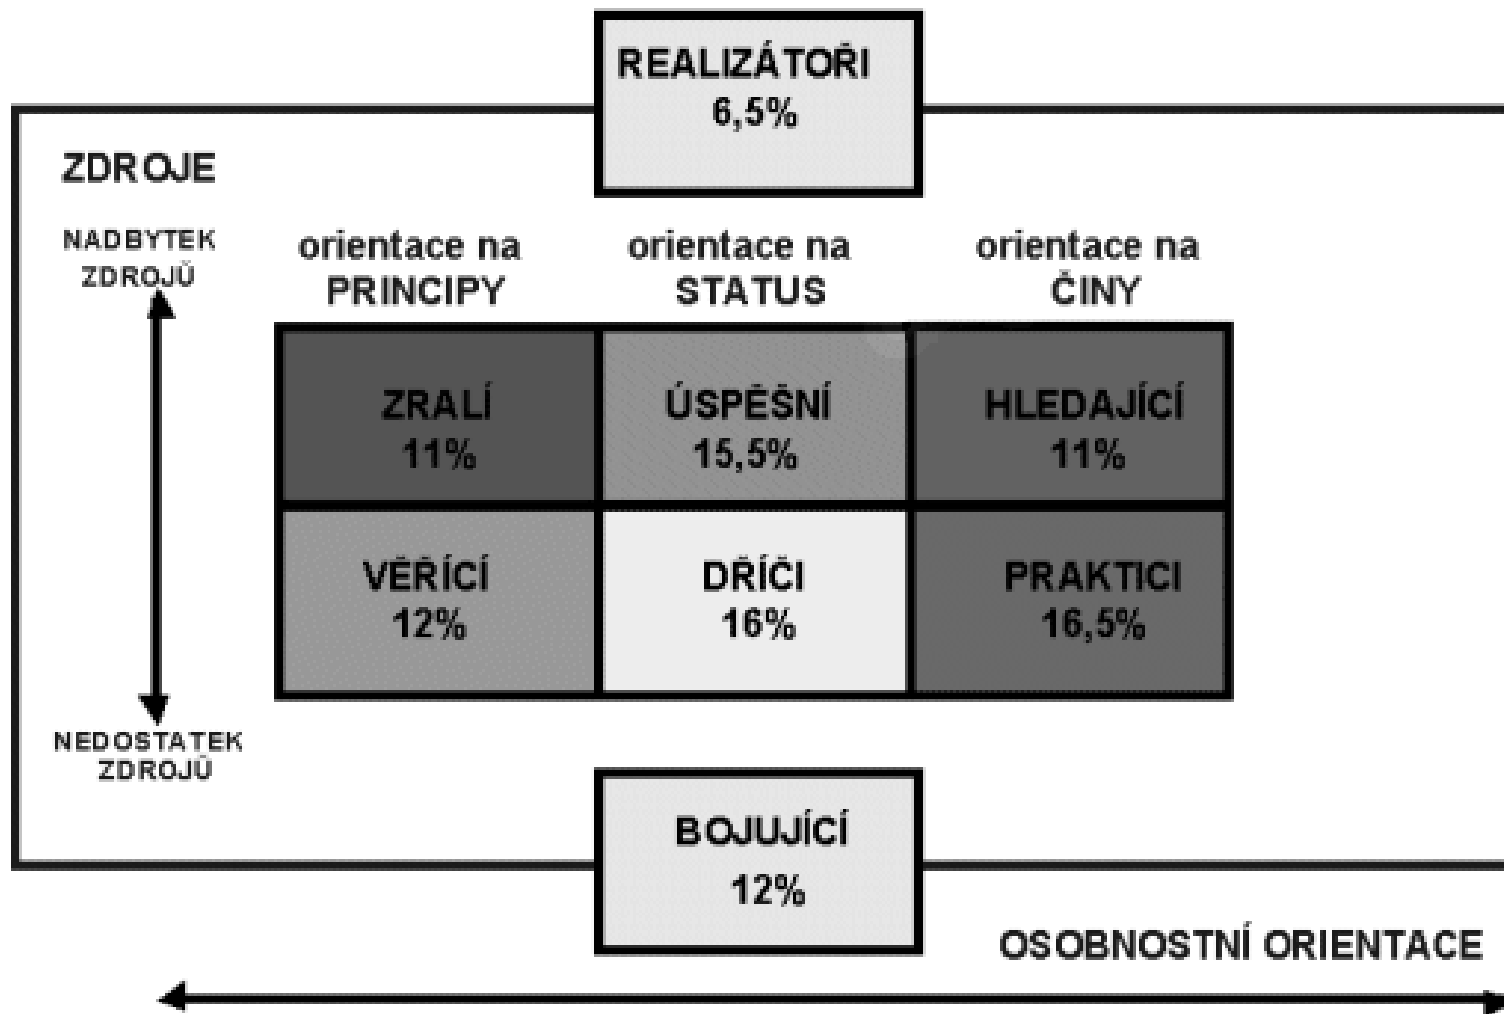 REALIZÁTOŘI
6,5%
ZDROJE
NADBYTEK
ZDROJŮ
orientace na
PRINCIPY
orientace na
STATUS
orientace na
ČINY
ZRALÍ
11%
ÚSPĚŠNÍ
15,5%
HLEDAJÍCÍ
11%
VĚŘÍCÍ
12%
DŘÍČI
16%
PRAKTICI
16,5%
NEDOSTATEK
ZDROJŮ
BOJUJÍCÍ
12%
OSOBNOSTNÍ ORIENTACE